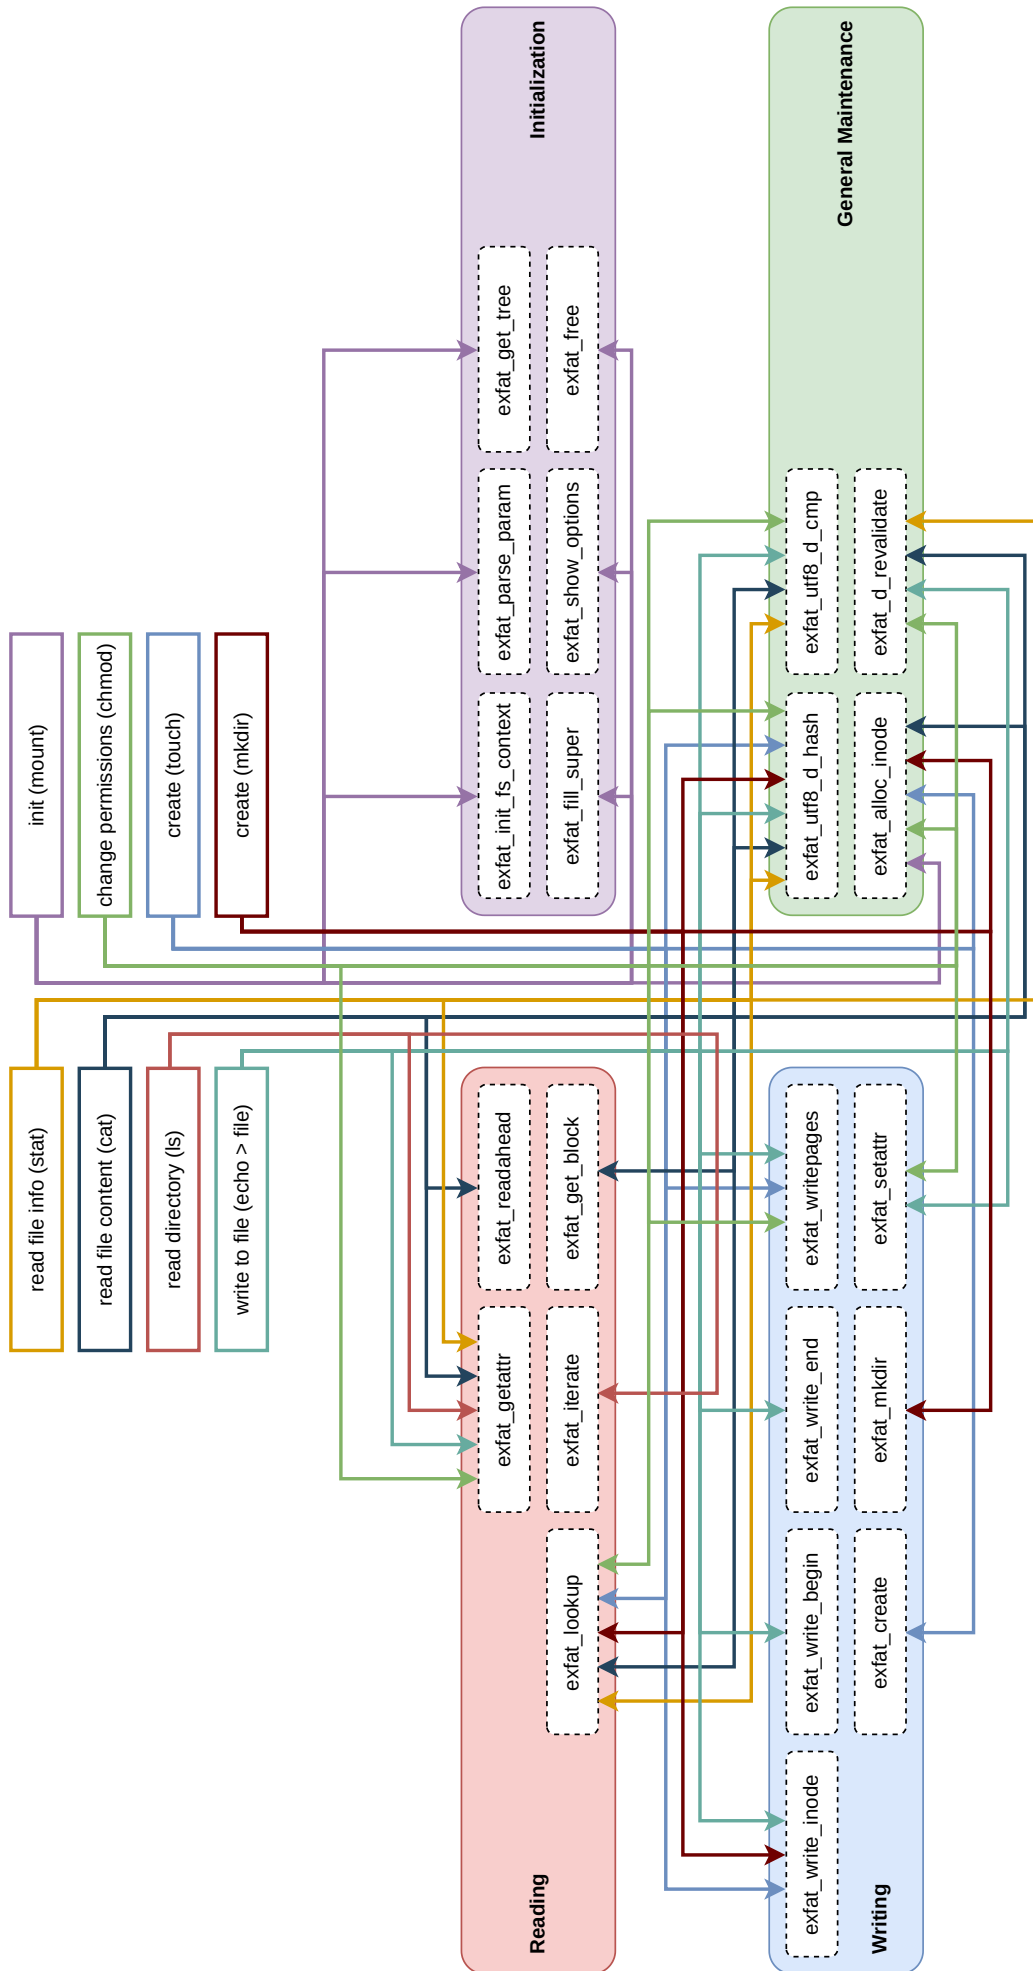 read file info (stat)
init (mount)
read file content (cat)
change permissions (chmod)
read directory (ls)
create (touch)
write to file (echo > file)
create (mkdir)
Reading
exfat_getattr
exfat_readahead
exfat_lookup
exfat_iterate
exfat_get_block
Initialization
exfat_init_fs_context
exfat_parse_param
exfat_get_tree
exfat_fill_super
exfat_show_options
exfat_free
Writing
exfat_write_inode
exfat_write_begin
exfat_write_end
exfat_writepages
exfat_create
exfat_mkdir
exfat_setattr
General Maintenance
exfat_utf8_d_hash
exfat_utf8_d_cmp
exfat_alloc_inode
exfat_d_revalidate